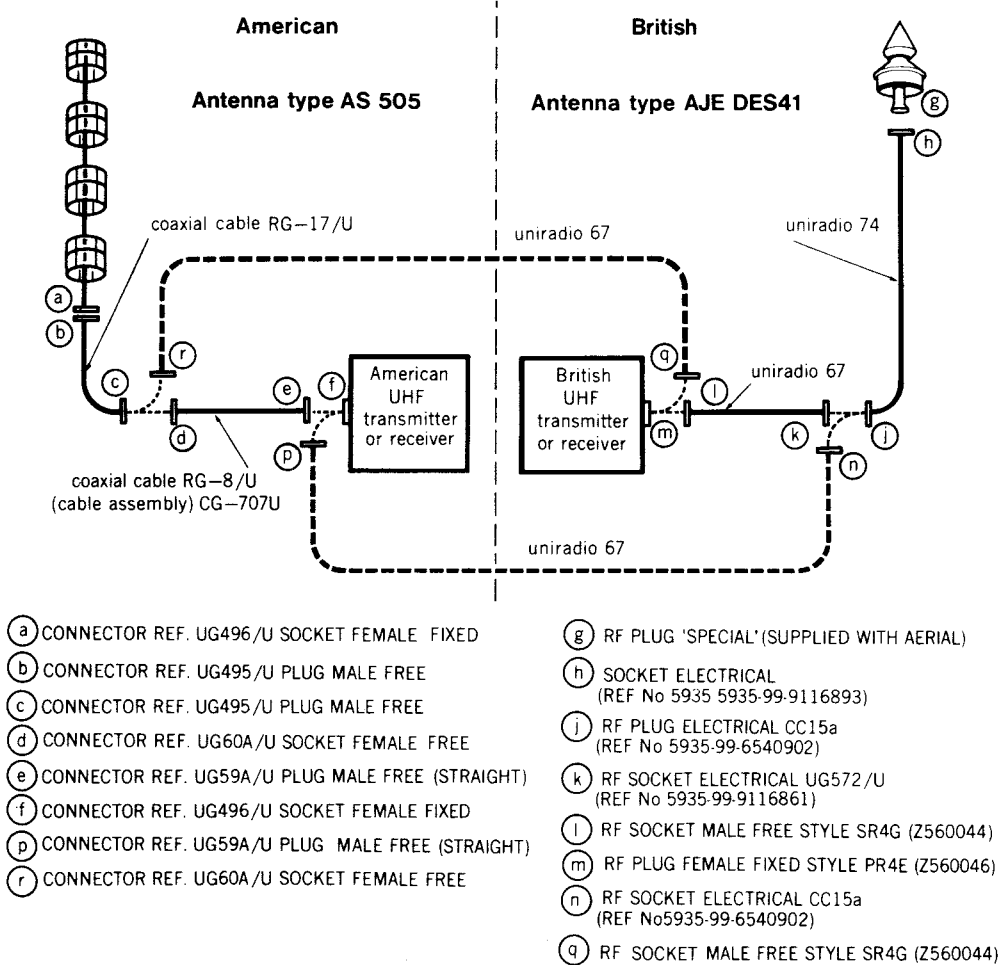 American
British
Antenna type AS 505
Antenna type AJE DES41
g
h
coaxial cable RG–17/U
uniradio 67
uniradio 74
a
b
r
q
c
e
f
American
UHF
transmitter
or receiver
British
UHF
transmitter
or receiver
l
uniradio 67
d
p
m
k
j
n
coaxial cable RG–8/U
(cable assembly) CG–707U
uniradio 67
a CONNECTOR REF. UG496/U SOCKET FEMALE FIXED
b CONNECTOR REF. UG495/U PLUG MALE FREE
c CONNECTOR REF. UG495/U PLUG MALE FREE
d CONNECTOR REF. UG60A/U SOCKET FEMALE FREE
e CONNECTOR REF. UG59A/U PLUG MALE FREE (STRAIGHT)
f CONNECTOR REF. UG496/U SOCKET FEMALE FIXED
p CONNECTOR REF. UG59A/U PLUG MALE FREE (STRAIGHT)
r CONNECTOR REF. UG60A/U SOCKET FEMALE FREE
g RF PLUG 'SPECIAL' (SUPPLIED WITH AERIAL)
h SOCKET ELECTRICAL
(REF No 5935 5935-99-9116893)
j RF PLUG ELECTRICAL CC15a
(REF No 5935-99-6540902)
k RF SOCKET ELECTRICAL UG572/U
(REF No 5935-99-9116861)
l RF SOCKET MALE FREE STYLE SR4G (Z560044)
m RF PLUG FEMALE FIXED STYLE PR4E (Z560046)
n RF SOCKET ELECTRICAL CC15a
(REF No5935-99-6540902)
q RF SOCKET MALE FREE STYLE SR4G (Z560044)